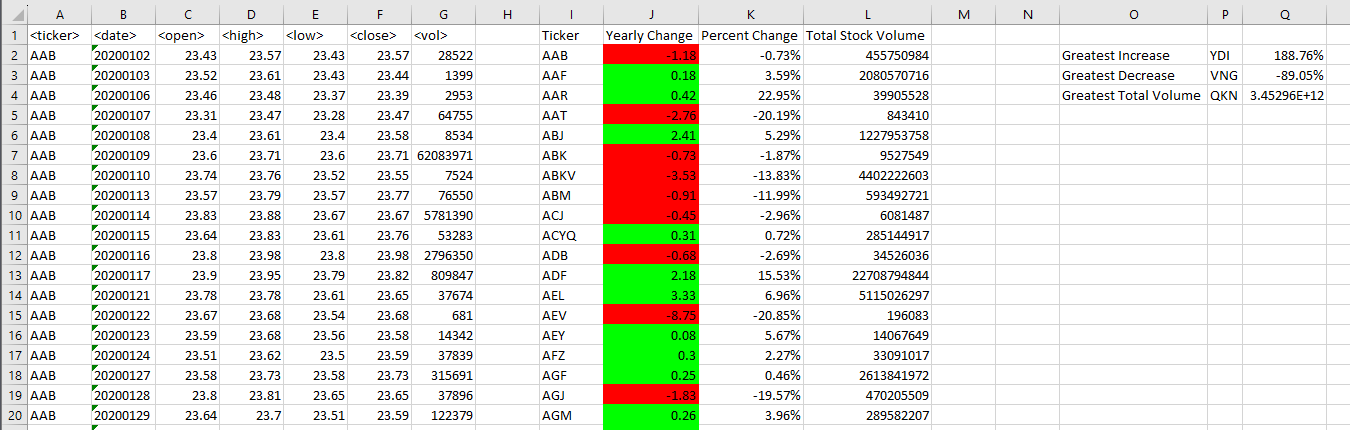 A B C D E F G H I J K L M N O P Q
1 <ticker> <date> <open> <high> <low> <close> <vol> Ticker Yearly Change Percent Change Total Stock Volume
2 AAB 20200102 23.43 23.57 23.43 23.57 28522 AAB -1.18 -0.73% 455750984 Greatest Increase YDI 188.76%
3 AAB 20200103 23.52 23.61 23.43 23.44 1399 AAF 0.18 3.59% 2080570716 Greatest Decrease VNG -89.05%
4 AAB 20200106 23.46 23.48 23.37 23.39 2953 AAR 0.42 22.95% 39905528 Greatest Total Volume QKN 3.45296E+12
5 AAB 20200107 23.31 23.47 23.28 23.47 64755 AAT -2.76 -20.19% 843410
6 AAB 20200108 23.4 23.61 23.4 23.58 8534 ABJ 2.41 5.29% 1227953758
7 AAB 20200109 23.6 23.71 23.6 23.71 62083971 ABK -0.73 -1.87% 9527549
8 AAB 20200110 23.74 23.76 23.52 23.55 7524 ABKV -3.53 -13.83% 4402222603
9 AAB 20200113 23.57 23.79 23.57 23.77 76550 ABM -0.91 -11.99% 593492721
10 AAB 20200114 23.83 23.88 23.67 23.67 5781390 ACJ -0.45 -2.96% 6081487
11 AAB 20200115 23.64 23.83 23.61 23.76 53283 ACYQ 0.31 0.72% 285144917
12 AAB 20200116 23.8 23.98 23.8 23.98 2796350 ADB -0.68 -2.69% 34526036
13 AAB 20200117 23.9 23.95 23.79 23.82 809847 ADF 2.18 15.53% 22708794844
14 AAB 20200121 23.78 23.78 23.61 23.65 37674 AEL 3.33 6.96% 5115026297
15 AAB 20200122 23.67 23.68 23.54 23.68 681 AEV -8.75 -20.85% 196083
16 AAB 20200123 23.59 23.68 23.56 23.58 14342 AEY 0.08 5.67% 14067649
17 AAB 20200124 23.51 23.62 23.5 23.59 37839 AFZ 0.3 2.27% 33091017
18 AAB 20200127 23.58 23.73 23.58 23.73 315691 AGF 0.25 0.46% 2613841972
19 AAB 20200128 23.8 23.81 23.65 23.65 37896 AGJ -1.83 -19.57% 470205509
20 AAB 20200129 23.64 23.7 23.51 23.59 122379 AGM 0.26 3.96% 289582207